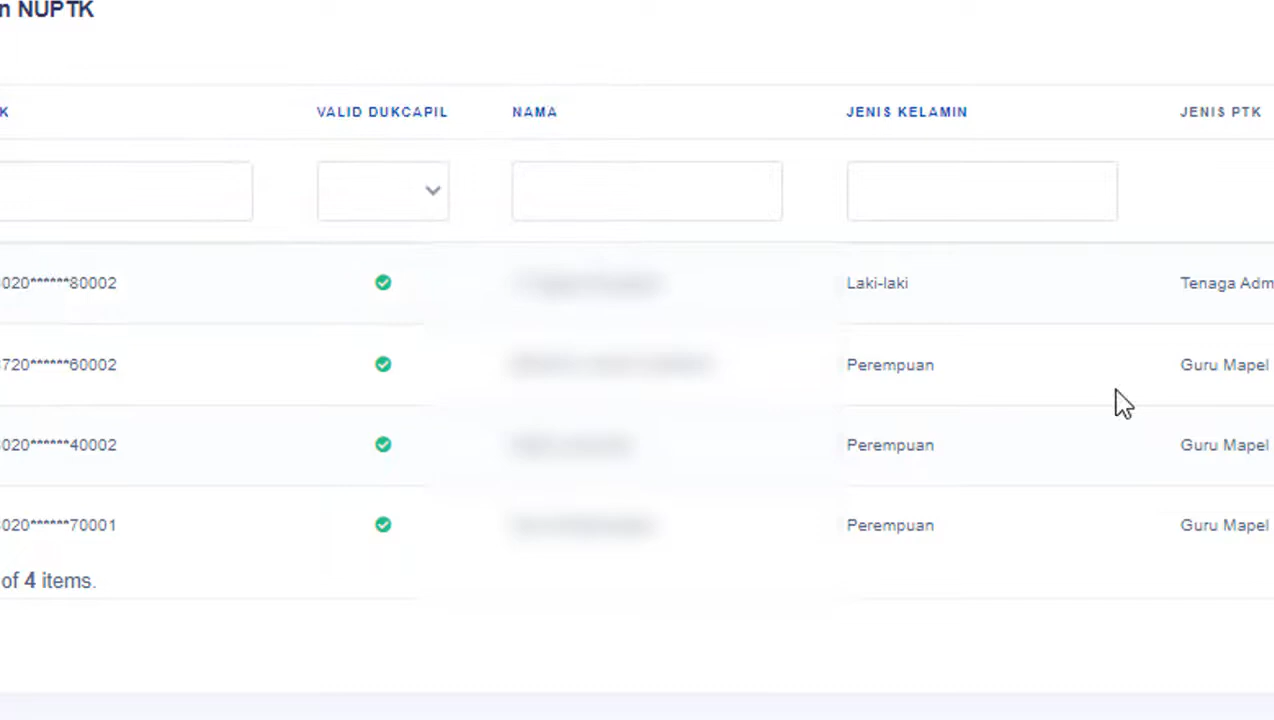 n NUPTK
K VALID DUKCAPIL NAMA JENIS KELAMIN JENIS PTK
020******80002 Laki-laki Tenaga Adm
720******60002 Perempuan Guru Mapel
020******40002 Perempuan Guru Mapel
020******70001 Perempuan Guru Mapel
of 4 items.